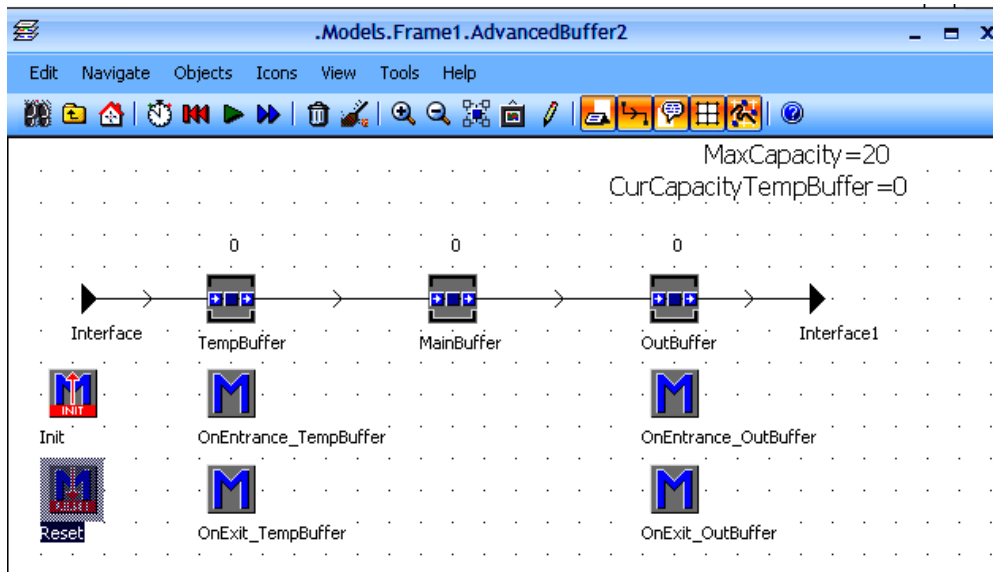 .Models.Frame1.AdvancedBuffer2
Edit Navigate Objects Icons View Tools Help
MaxCapacity=20
CurCapacityTempBuffer=0
0 0 0
Interface TempBuffer MainBuffer OutBuffer Interface1
M INIT M M
Init OnEntrance_TempBuffer OnEntrance_OutBuffer
M RESET M M
Reset OnExit_TempBuffer OnExit_OutBuffer